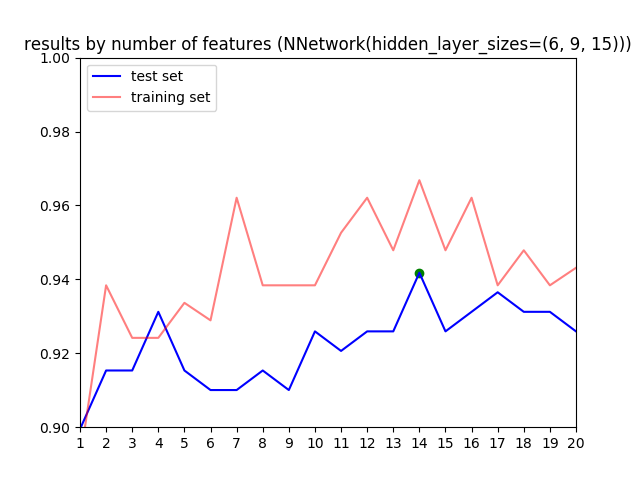 results by number of features (NNetwork(hidden_layer_sizes=(6, 9, 15)))
1.00
test set
training set
0.98
0.96
0.94
0.92
0.90
1 2 3 4 5 6 7 8 9 10 11 12 13 14 15 16 17 18 19 20